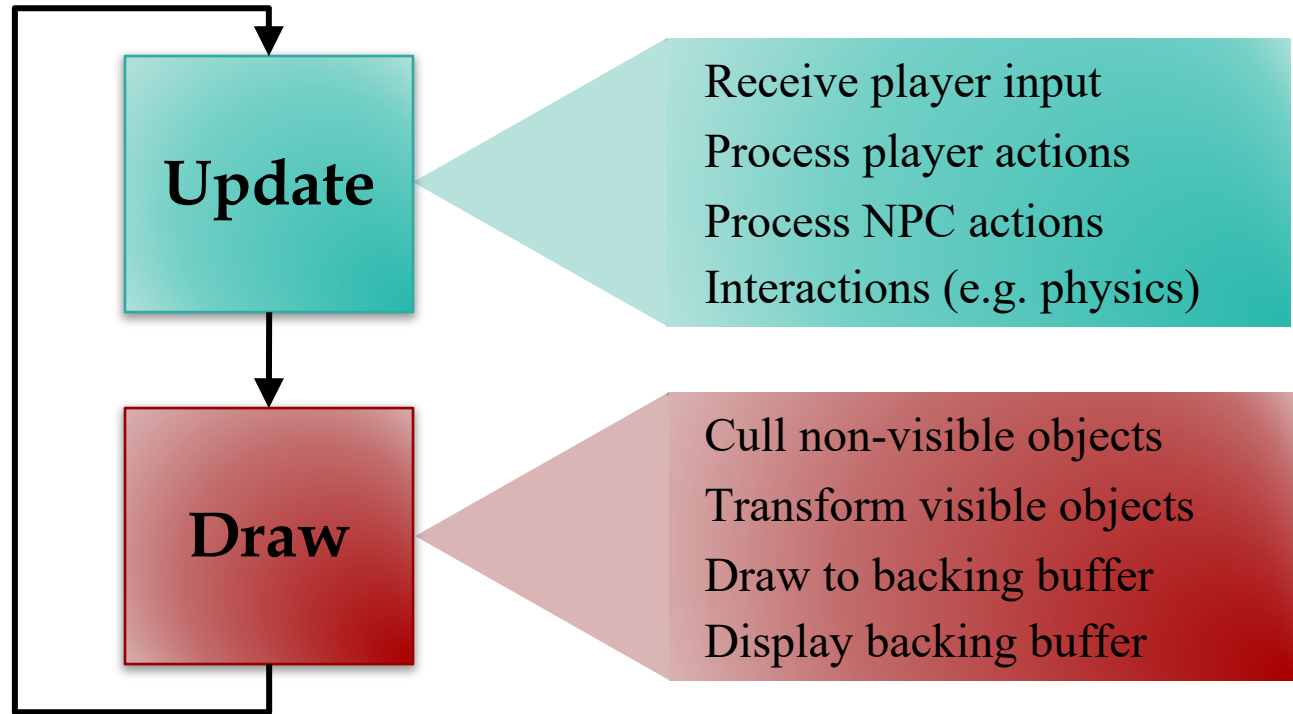 Update
Receive player input
Process player actions
Process NPC actions
Interactions (e.g. physics)
Draw
Cull non-visible objects
Transform visible objects
Draw to backing buffer
Display backing buffer